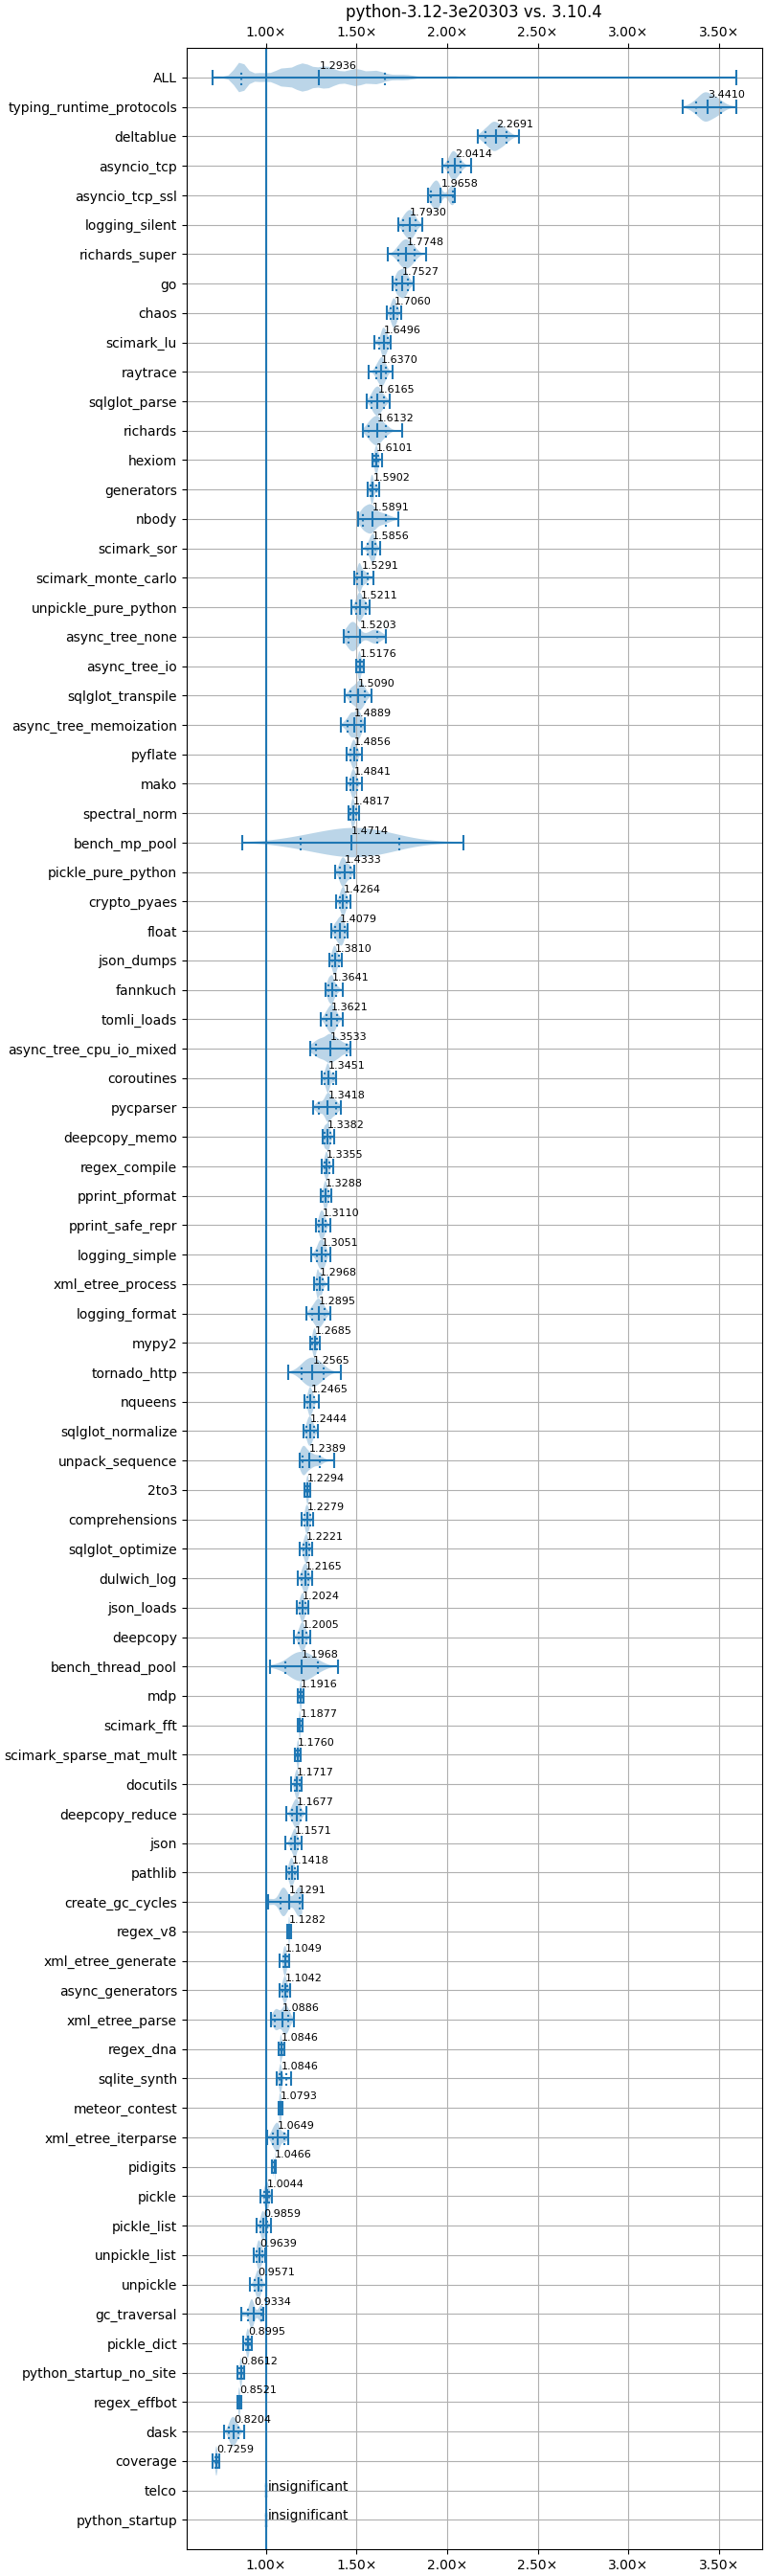 python-3.12-3e20303 vs. 3.10.4
1.00× 1.50× 2.00× 2.50× 3.00× 3.50×
ALL 1.2936
typing_runtime_protocols 3.4410
deltablue 2.2691
asyncio_tcp 2.0414
asyncio_tcp_ssl 1.9658
logging_silent 1.7930
richards_super 1.7748
go 1.7527
chaos 1.7060
scimark_lu 1.6496
raytrace 1.6370
sqlglot_parse 1.6165
richards 1.6132
hexiom 1.6101
generators 1.5902
nbody 1.5891
scimark_sor 1.5856
scimark_monte_carlo 1.5291
unpickle_pure_python 1.5211
async_tree_none 1.5203
async_tree_io 1.5176
sqlglot_transpile 1.5090
async_tree_memoization 1.4889
pyflate 1.4856
mako 1.4841
spectral_norm 1.4817
bench_mp_pool 1.4714
pickle_pure_python 1.4333
crypto_pyaes 1.4264
float 1.4079
json_dumps 1.3810
fannkuch 1.3641
tomli_loads 1.3621
async_tree_cpu_io_mixed 1.3533
coroutines 1.3451
pycparser 1.3418
deepcopy_memo 1.3382
regex_compile 1.3355
pprint_pformat 1.3288
pprint_safe_repr 1.3110
logging_simple 1.3051
xml_etree_process 1.2968
logging_format 1.2895
mypy2 1.2685
tornado_http 1.2565
nqueens 1.2465
sqlglot_normalize 1.2444
unpack_sequence 1.2389
2to3 1.2294
comprehensions 1.2279
sqlglot_optimize 1.2221
dulwich_log 1.2165
json_loads 1.2024
deepcopy 1.2005
bench_thread_pool 1.1968
mdp 1.1916
scimark_fft 1.1877
scimark_sparse_mat_mult 1.1760
docutils 1.1717
deepcopy_reduce 1.1677
json 1.1571
pathlib 1.1418
create_gc_cycles 1.1291
regex_v8 1.1282
xml_etree_generate 1.1049
async_generators 1.1042
xml_etree_parse 1.0886
regex_dna 1.0846
sqlite_synth 1.0846
meteor_contest 1.0793
xml_etree_iterparse 1.0649
pidigits 1.0466
pickle 1.0044
pickle_list 0.9859
unpickle_list 0.9639
unpickle 0.9571
gc_traversal 0.9334
pickle_dict 0.8995
python_startup_no_site 0.8612
regex_effbot 0.8521
dask 0.8204
coverage 0.7259
telco insignificant
python_startup insignificant
1.00× 1.50× 2.00× 2.50× 3.00× 3.50×